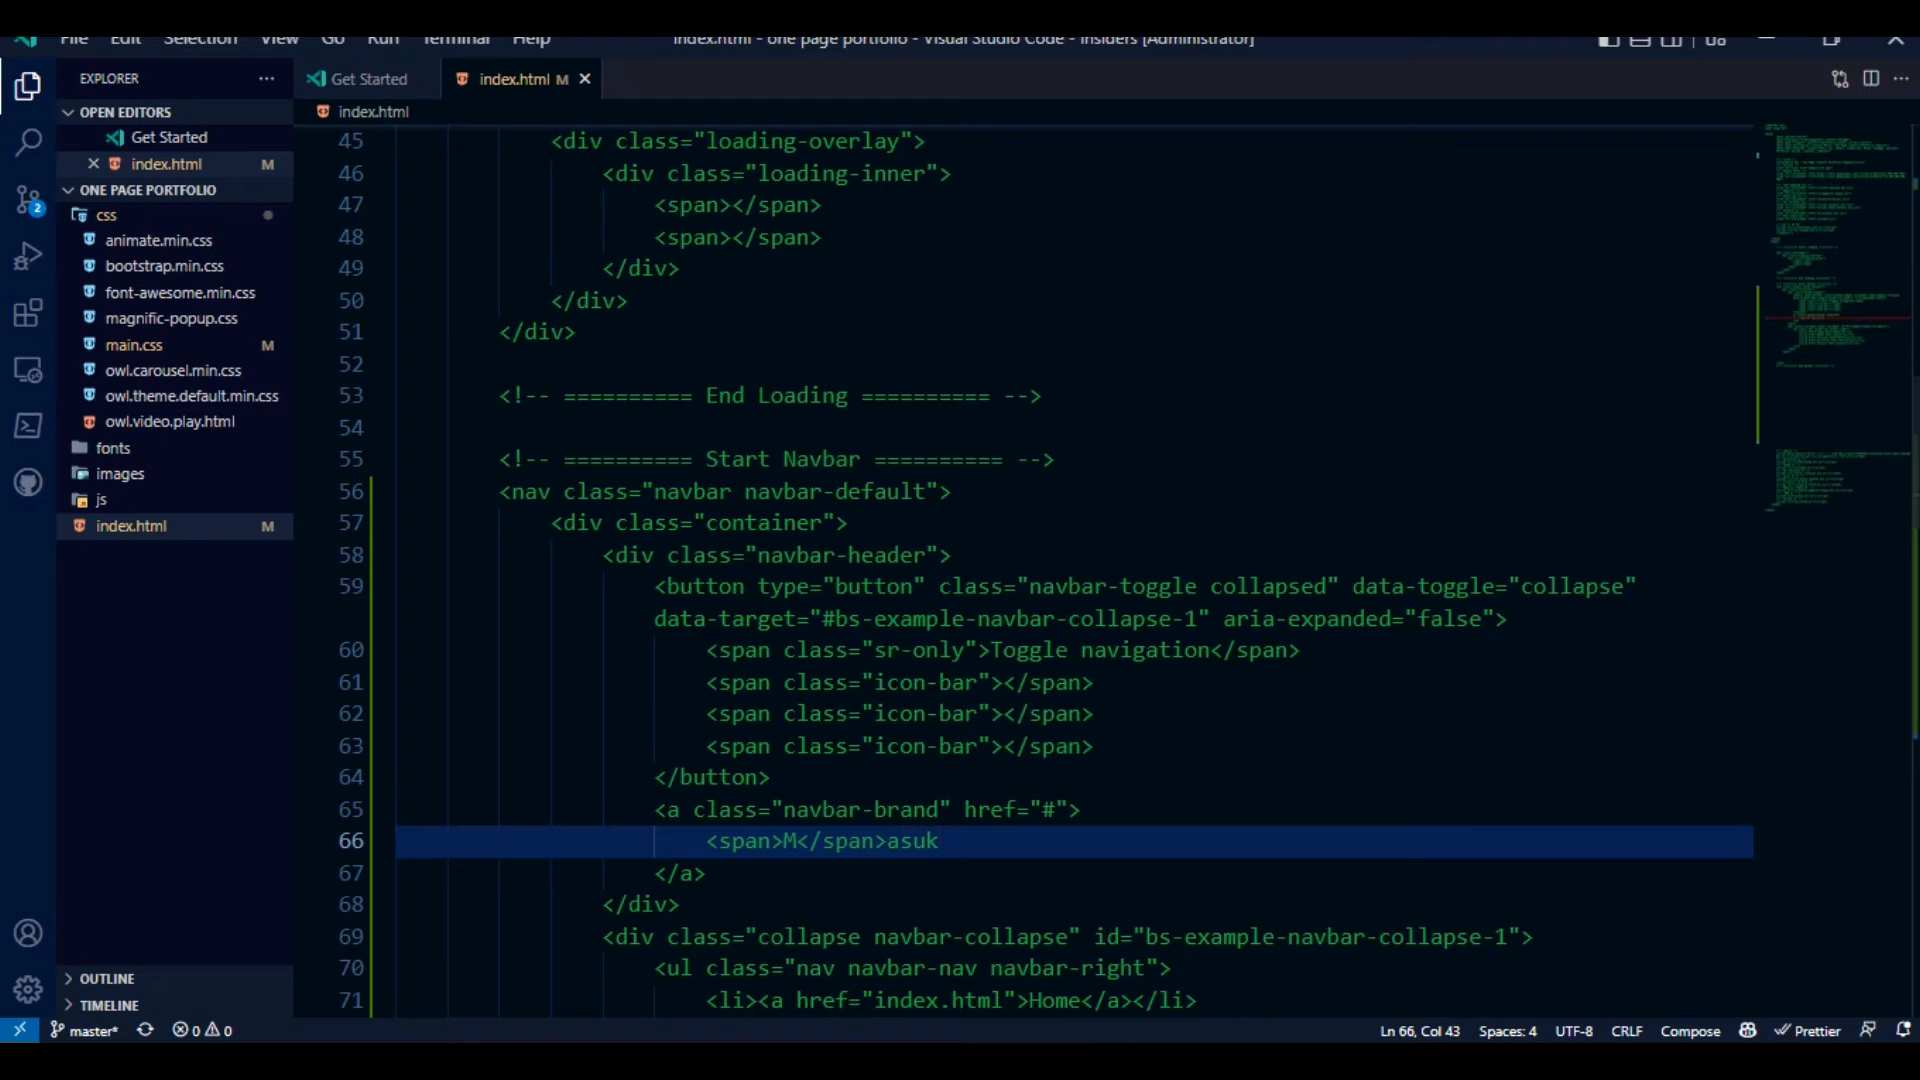 File Edit Selection View Go Run Terminal Help
index.html - one page portfolio - Visual Studio Code - Insiders [Administrator]
EXPLORER
Get Started
index.html M
OPEN EDITORS
Get Started
index.html M
ONE PAGE PORTFOLIO
css
animate.min.css
bootstrap.min.css
font-awesome.min.css
magnific-popup.css
main.css M
owl.carousel.min.css
owl.theme.default.min.css
owl.video.play.html
fonts
images
js
index.html M
OUTLINE
TIMELINE
2
index.html
45 <div class="loading-overlay">
46 <div class="loading-inner">
47 <span></span>
48 <span></span>
49 </div>
50 </div>
51 </div>
52
53 <!-- ========== End Loading ========== -->
54
55 <!-- ========== Start Navbar ========== -->
56 <nav class="navbar navbar-default">
57 <div class="container">
58 <div class="navbar-header">
59 <button type="button" class="navbar-toggle collapsed" data-toggle="collapse"
data-target="#bs-example-navbar-collapse-1" aria-expanded="false">
60 <span class="sr-only">Toggle navigation</span>
61 <span class="icon-bar"></span>
62 <span class="icon-bar"></span>
63 <span class="icon-bar"></span>
64 </button>
65 <a class="navbar-brand" href="#">
66 <span>M</span>asuk
67 </a>
68 </div>
69 <div class="collapse navbar-collapse" id="bs-example-navbar-collapse-1">
70 <ul class="nav navbar-nav navbar-right">
71 <li><a href="index.html">Home</a></li>
master* 0 0
Ln 66, Col 43 Spaces: 4 UTF-8 CRLF Compose Prettier